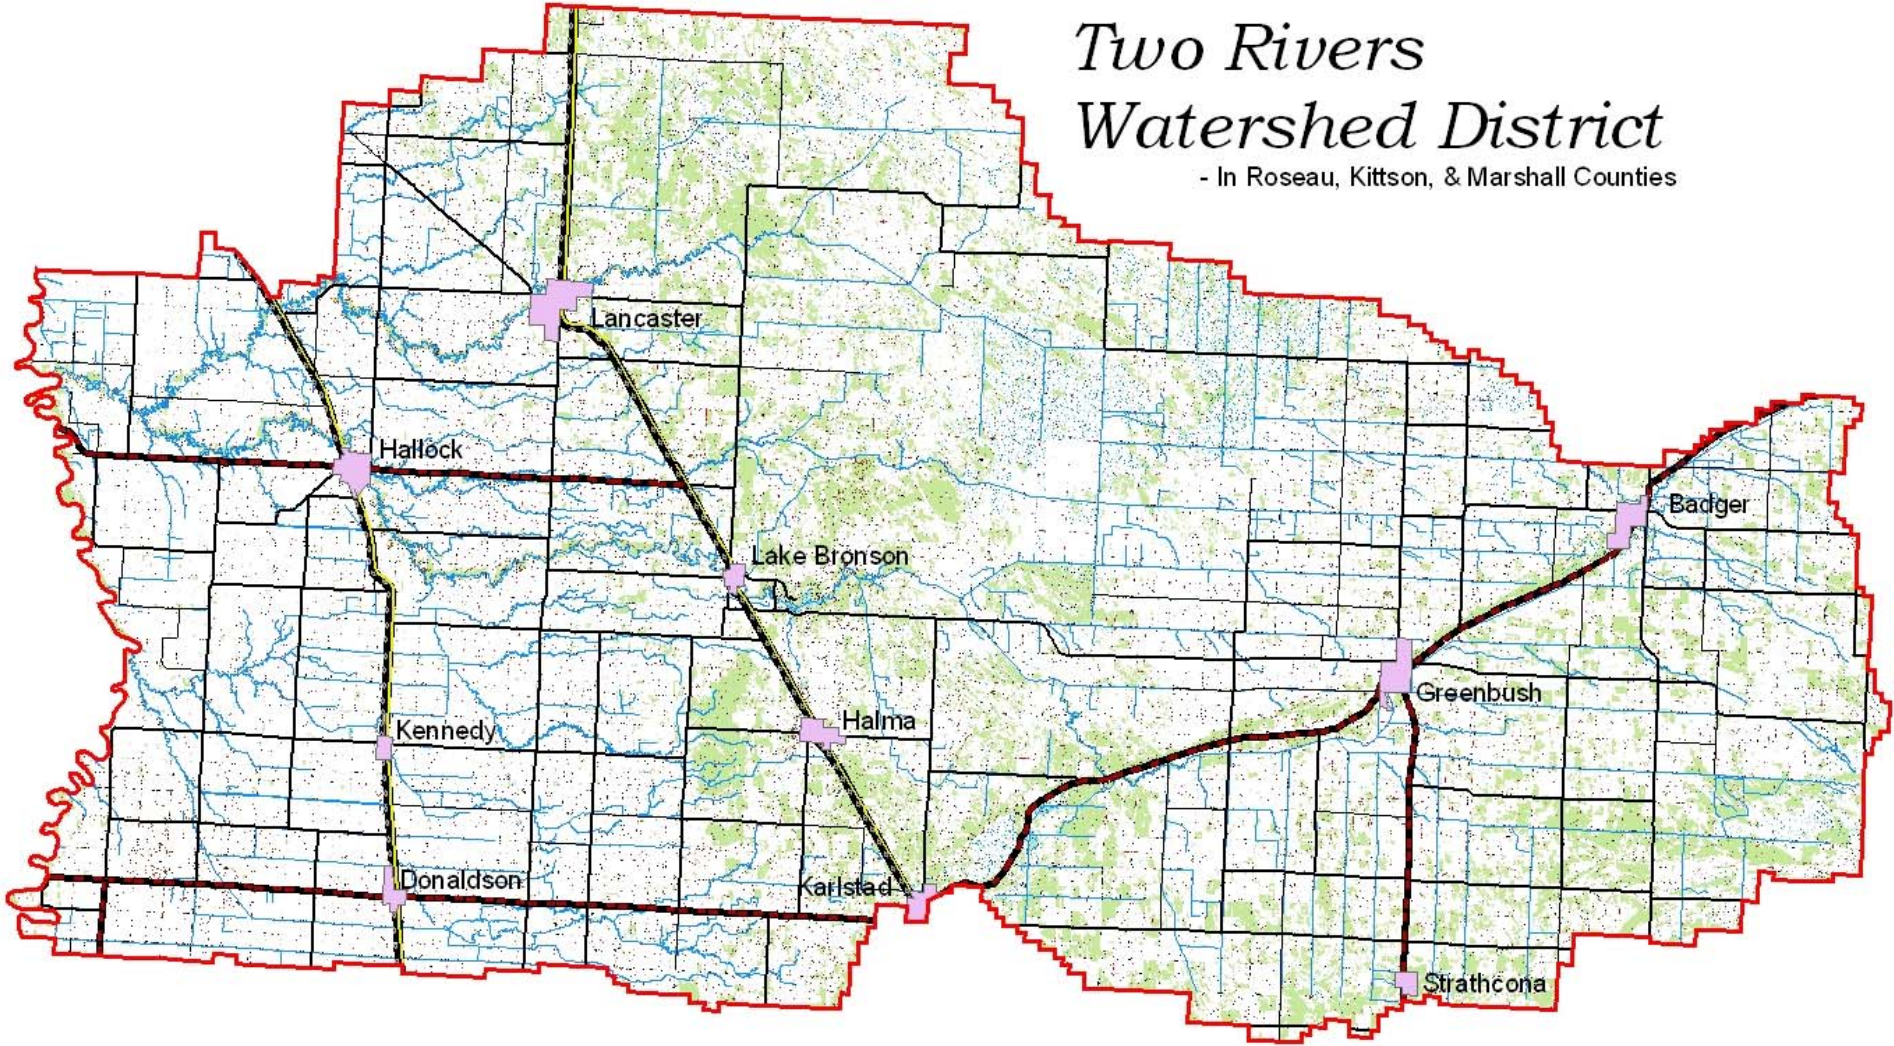 Two Rivers
Watershed District
- In Roseau, Kittson, & Marshall Counties
Lancaster
Hallock
Badger
Lake Bronson
Greenbush
Halma
Kennedy
Donaldson
Karlstad
Strathcona